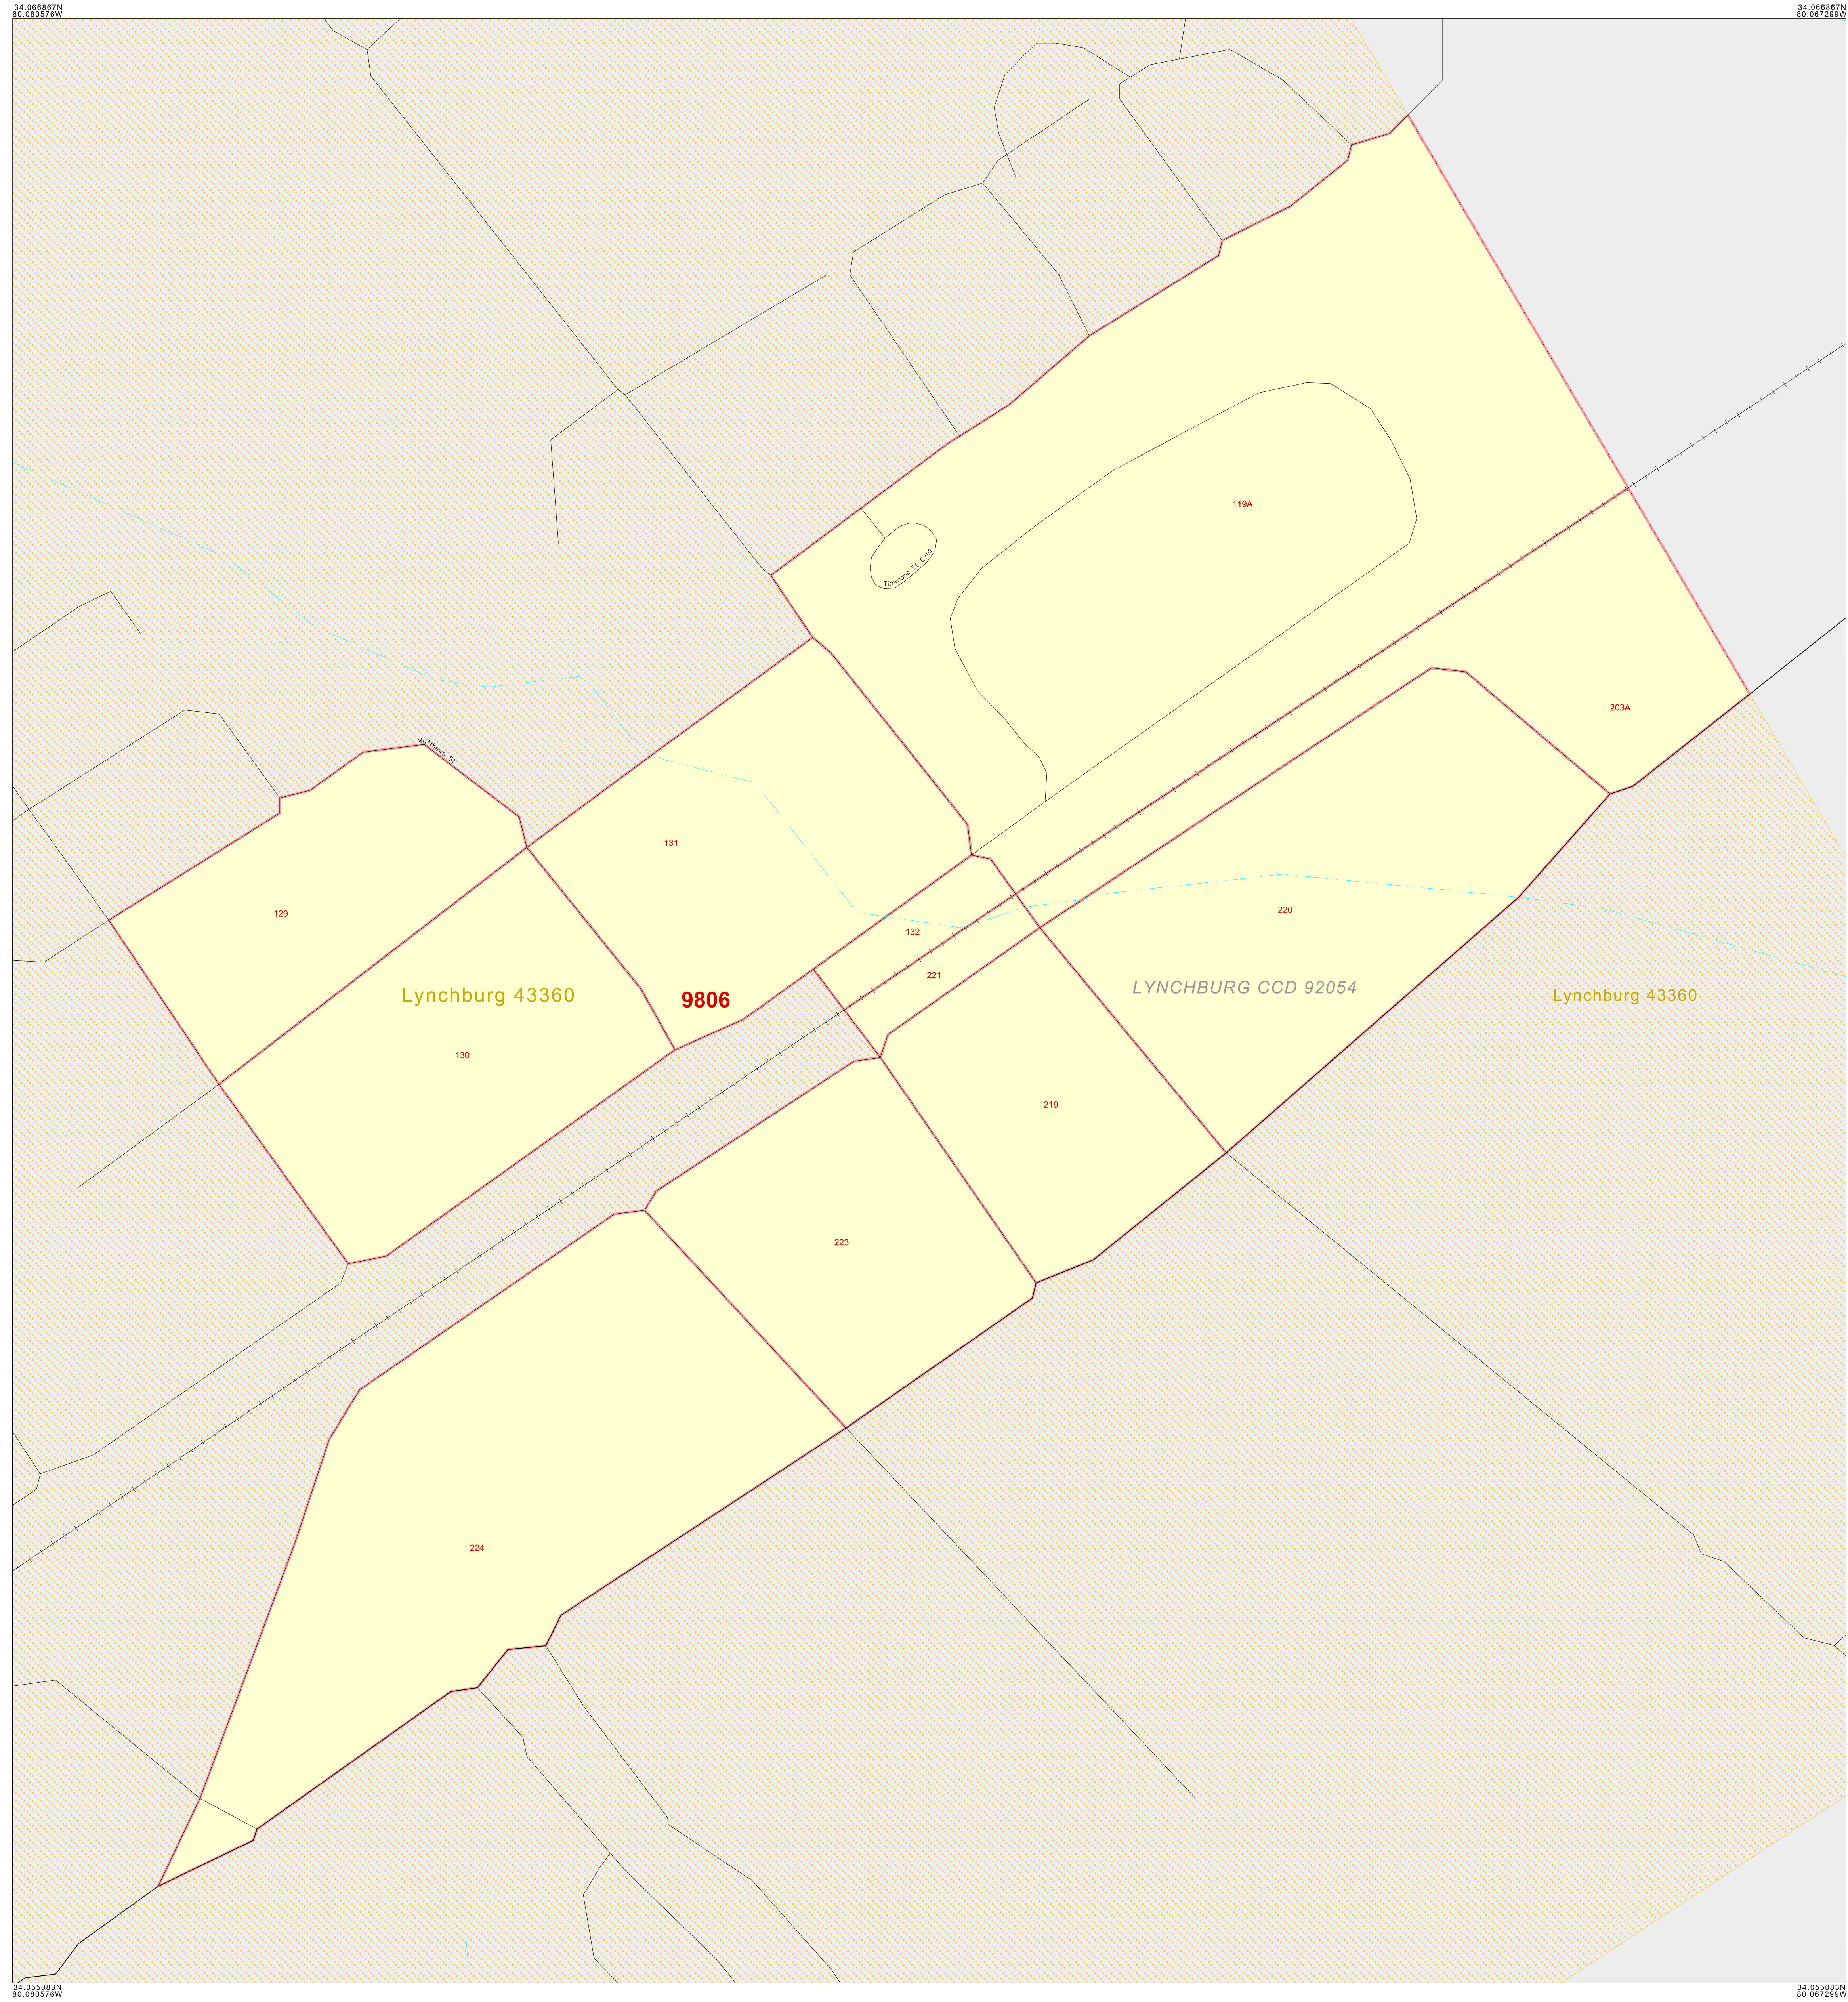 34.066867N
80.080576W
34.066867N
80.067299W
119A
Timmons St Extd
203A
Matthews St
131
129
220
132
221
LYNCHBURG CCD 92054
Lynchburg 43360
9806
Lynchburg 43360
130
219
223
224
34.055083N
80.080576W
34.055083N
80.067299W